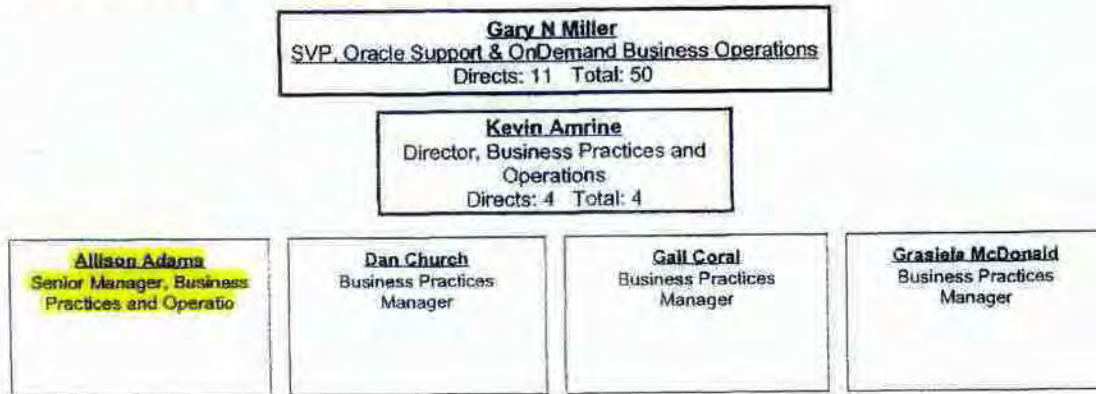 Gary N Miller
SVP, Oracle Support & OnDemand Business Operations
Directs: 11 Total: 50
Kevin Amrine
Director, Business Practices and
Operations
Directs: 4 Total: 4
Allison Adams
Senior Manager, Business
Practices and Operatio
Dan Church
Business Practices
Manager
Gail Coral
Business Practices
Manager
Grasiela McDonald
Business Practices
Manager